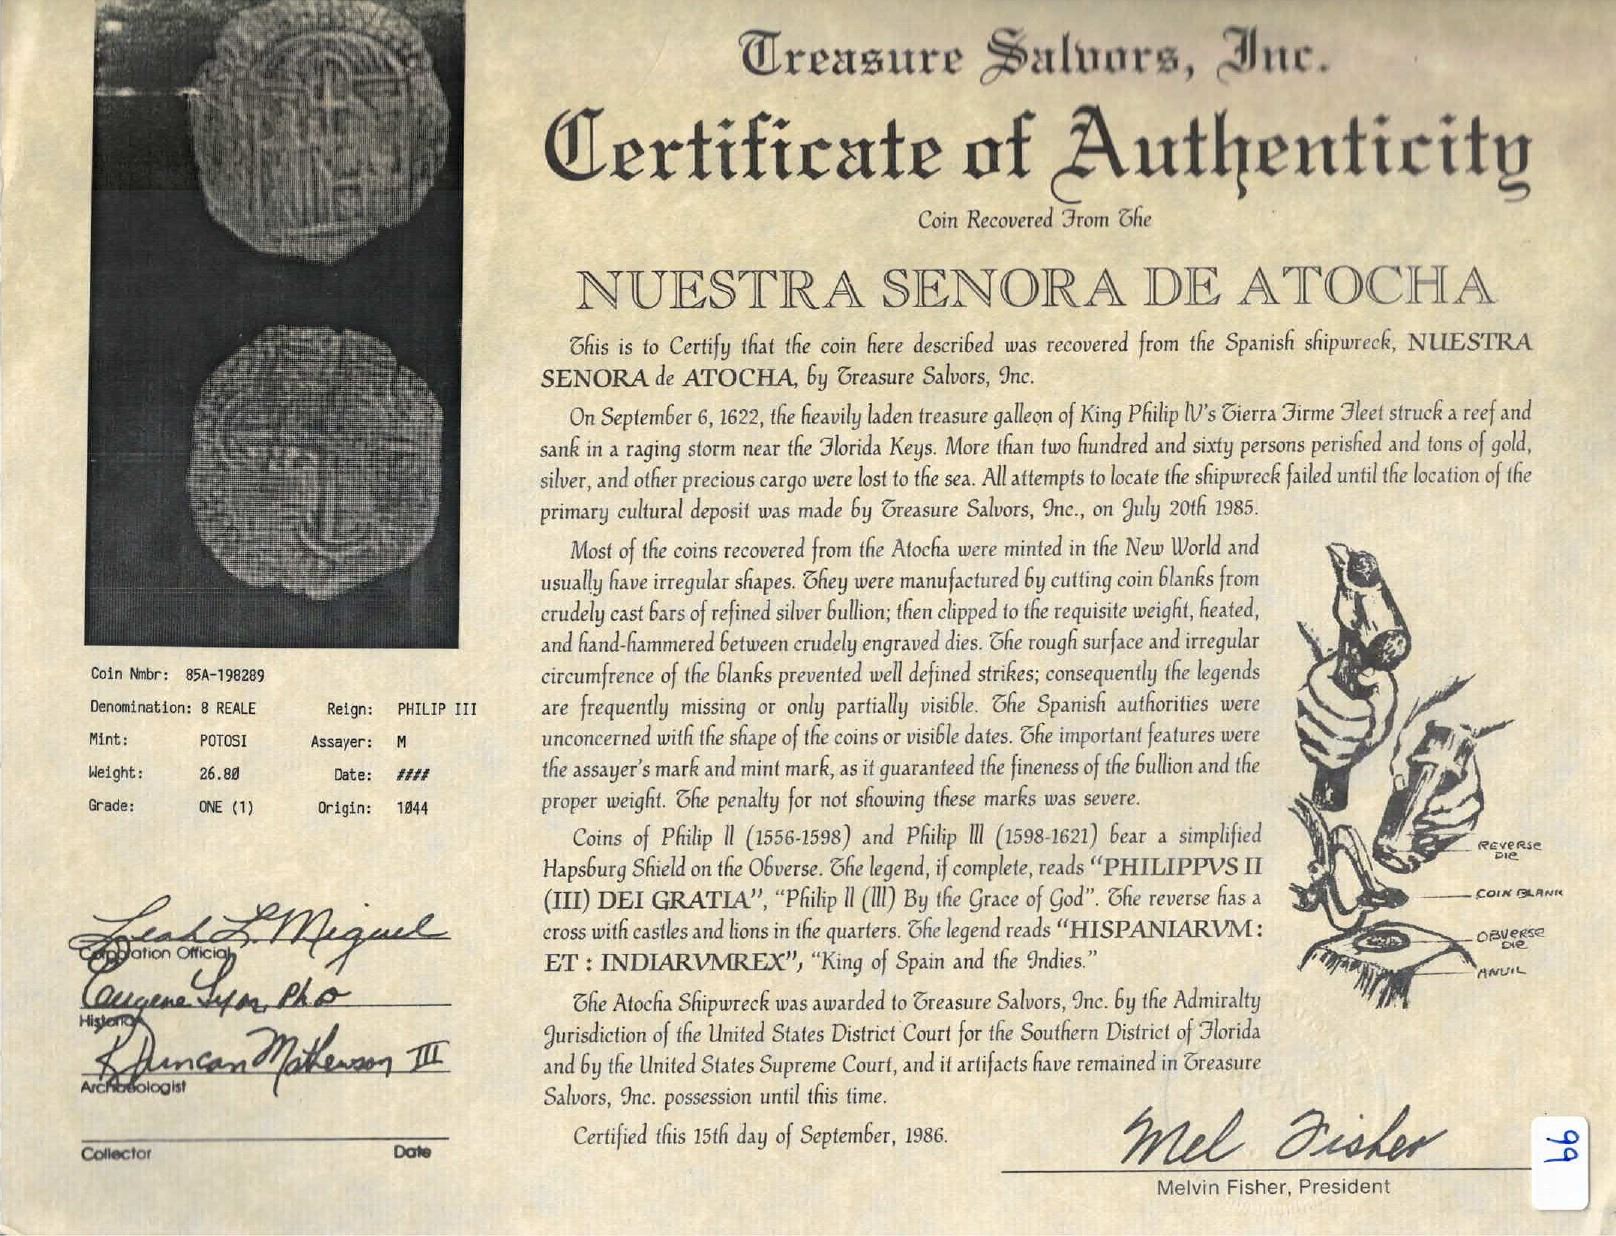 Treasure Salvors, Inc.
Certificate of Authenticity
Coin Recovered From The
NUESTRA SENORA DE ATOCHA
This is to Certify that the coin here described was recovered from the Spanish shipwreck, NUESTRA
SENORA de ATOCHA, by Treasure Salvors, Inc.
On September 6, 1622, the heavily laden treasure galleon of King Philip IV's Tierra Firme Fleet struck a reef and
sank in a raging storm near the Florida Keys. More than two hundred and sixty persons perished and tons of gold,
silver, and other precious cargo were lost to the sea. All attempts to locate the shipwreck failed until the location of the
primary cultural deposit was made by Treasure Salvors, Inc., on July 20th 1985.
Most of the coins recovered from the Atocha were minted in the New World and
usually have irregular shapes. They were manufactured by cutting coin blanks from
crudely cast bars of refined silver bullion; then clipped to the requisite weight, heated,
and hand-hammered between crudely engraved dies. The rough surface and irregular
circumfrence of the blanks prevented well defined strikes; consequently the legends
are frequently missing or only partially visible. The Spanish authorities were
unconcerned with the shape of the coins or visible dates. The important features were
the assayer's mark and mint mark, as it guaranteed the fineness of the bullion and the
proper weight. The penalty for not showing these marks was severe.
Coins of Philip II (1556-1598) and Philip III (1598-1621) bear a simplified
Hapsburg Shield on the Obverse. The legend, if complete, reads "PHILIPPVS II
(III) DEI GRATIA", "Philip II (III) By the Grace of God". The reverse has a
cross with castles and lions in the quarters. The legend reads "HISPANIARVM :
ET : INDIARVMREX", "King of Spain and the Indies."
The Atocha Shipwreck was awarded to Treasure Salvors, Inc. by the Admiralty
Jurisdiction of the United States District Court for the Southern District of Florida
and by the United States Supreme Court, and it artifacts have remained in Treasure
Salvors, Inc. possession until this time.
Certified this 15th day of September, 1986.
REVERSE
DIE
COIN BLANK
OBVERSE
DIE
ANVIL
Mel Fisher
Melvin Fisher, President
99
Coin Nmbr: 85A-198289
Denomination: 8 REALE Reign: PHILIP III
Mint: POTOSI Assayer: M
Weight: 26.80 Date: ####
Grade: ONE (1) Origin: 1044
Leah L. Miguel
Corporation Official
Eugene Lyon, PhD
Historian
R Duncan Mathewson III
Archaeologist
Collector Date